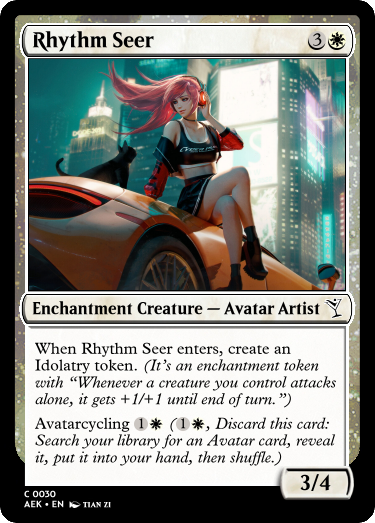 Rhythm Seer 3
Enchantment Creature — Avatar Artist
When Rhythm Seer enters, create an
Idolatry token. (It's an enchantment token
with “Whenever a creature you control attacks
alone, it gets +1/+1 until end of turn.”)
Avatarcycling 1 (1, Discard this card:
Search your library for an Avatar card, reveal
it, put it into your hand, then shuffle.)
3/4
C 0030
AEK • EN TIAN ZI